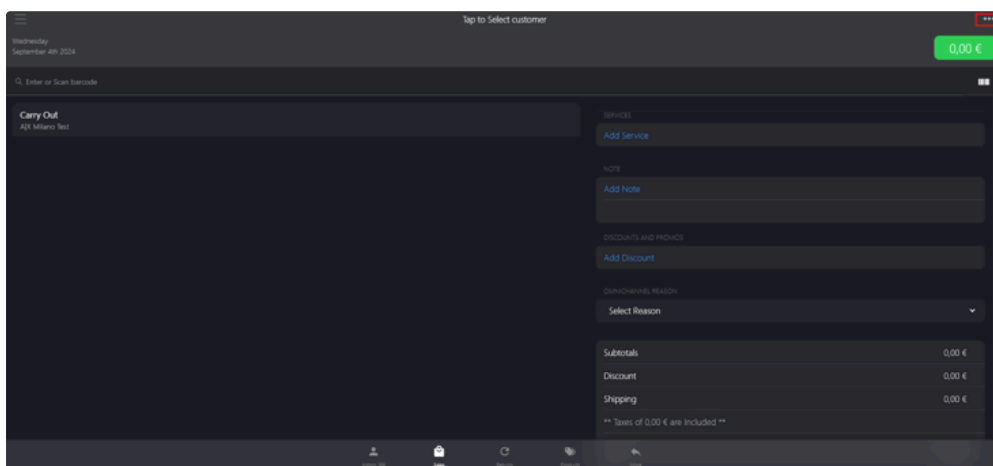 Tap to Select customer
***
Wednesday
September 4th 2024
0,00 €
Enter or Scan barcode
Carry Out
A|X Milano Test
SERVICES
Add Service
NOTE
Add Note
DISCOUNTS AND PROMOS
Add Discount
OMNICHANNEL REASON
Select Reason
Subtotals 0,00 €
Discount 0,00 €
Shipping 0,00 €
** Taxes of 0,00 € are Included **
Sales